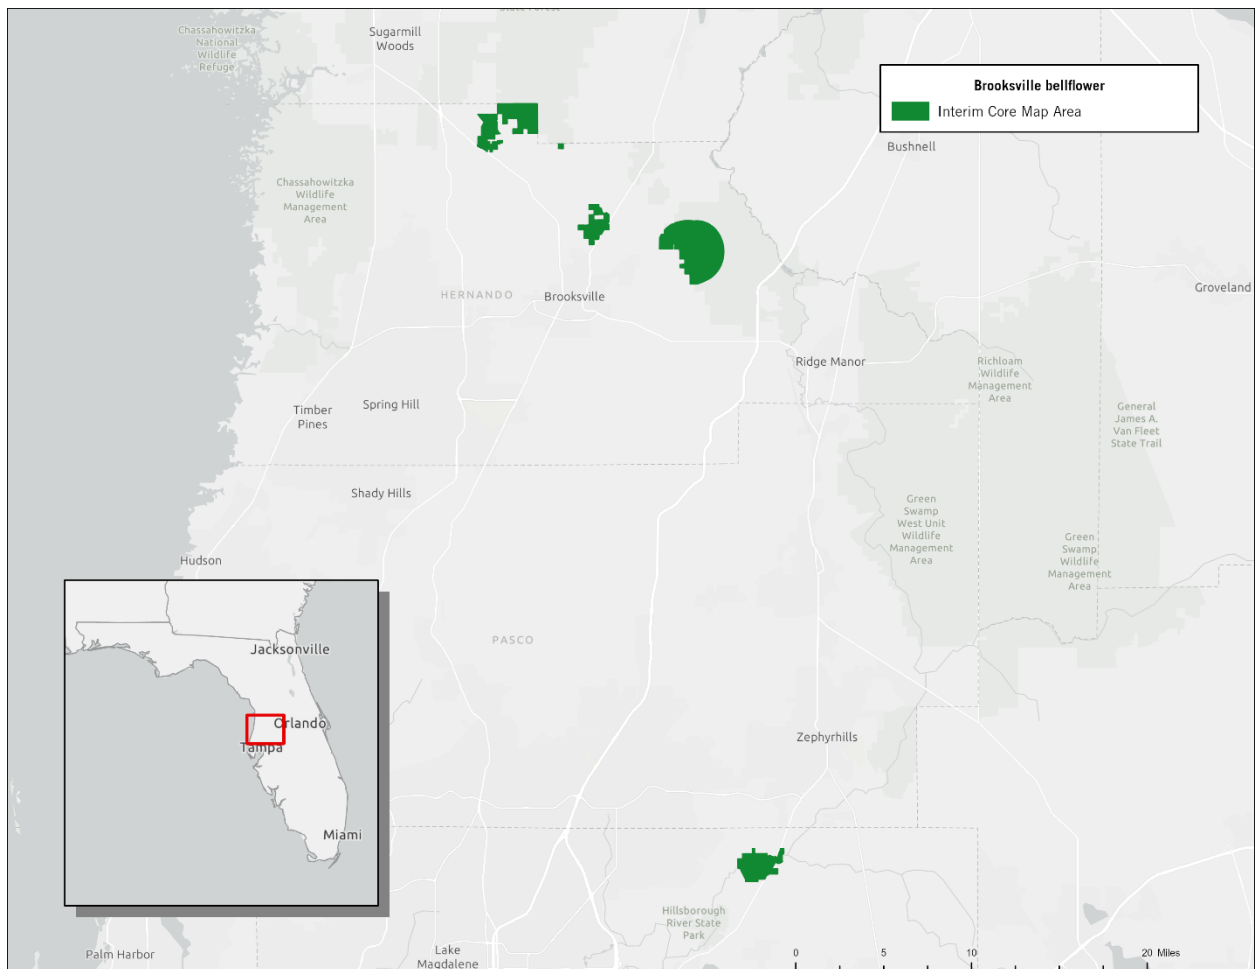 State Forest
Chassahowitzka
National
Wildlife
Refuge
Sugarmill
Woods
Brooksville bellflower
Interim Core Map Area
Bushnell
Chassahowitzka
Wildlife
Management
Area
HERNANDO
Brooksville
Groveland
Ridge Manor
Richloam
Wildlife
Management
Area
Timber
Pines
Spring Hill
General
James A.
Van Fleet
State Trail
Shady Hills
Green
Swamp
West Unit
Wildlife
Management
Area
Green
Swamp
Wildlife
Management
Area
Hudson
PASCO
Jacksonville
Orlando
Tampa
Miami
Zephyrhills
Hillsborough
River State
Park
Palm Harbor
Lake
Magdalene
0 5 10 20 Miles